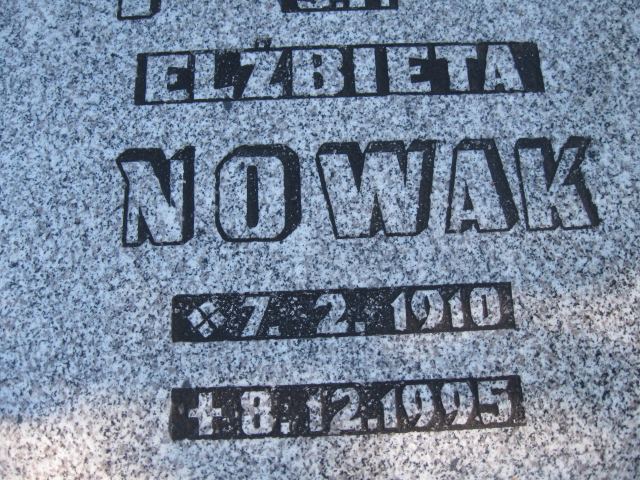 ELŻBIETA
NOWAK
7. 2. 1910
8.12.1995